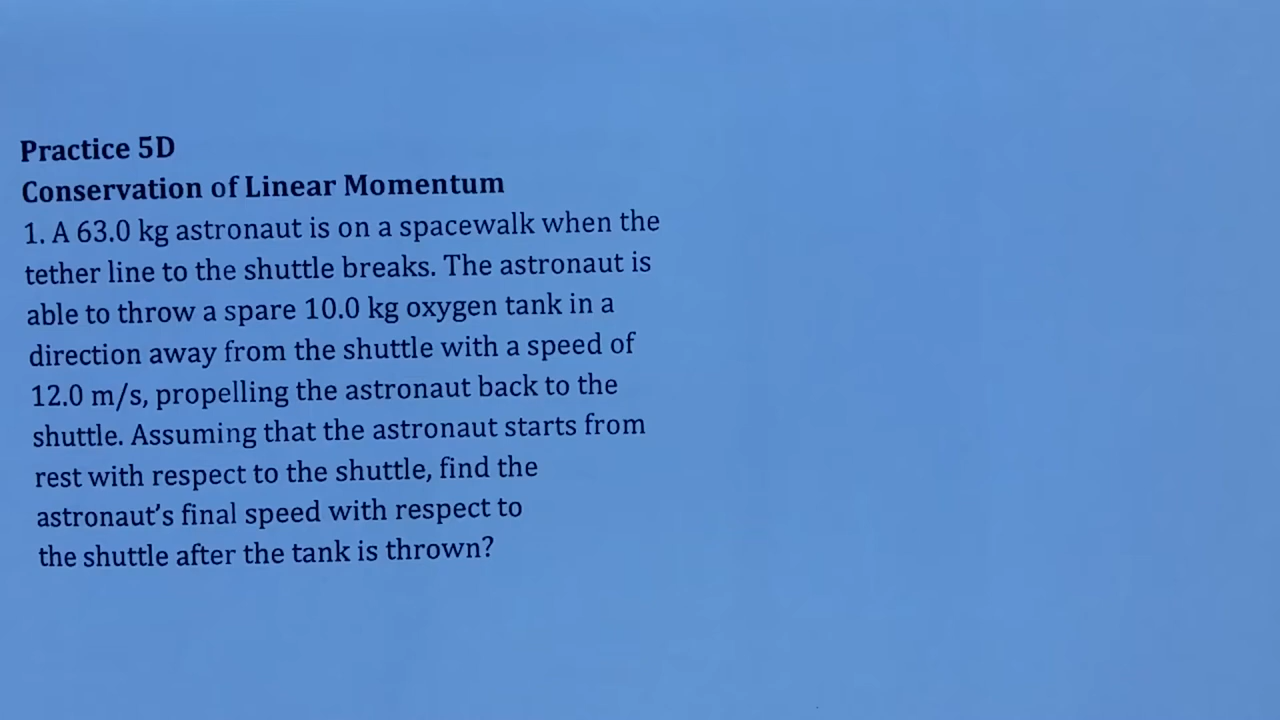 Practice 5D
Conservation of Linear Momentum
1. A 63.0 kg astronaut is on a spacewalk when the
tether line to the shuttle breaks. The astronaut is
able to throw a spare 10.0 kg oxygen tank in a
direction away from the shuttle with a speed of
12.0 m/s, propelling the astronaut back to the
shuttle. Assuming that the astronaut starts from
rest with respect to the shuttle, find the
astronaut’s final speed with respect to
the shuttle after the tank is thrown?